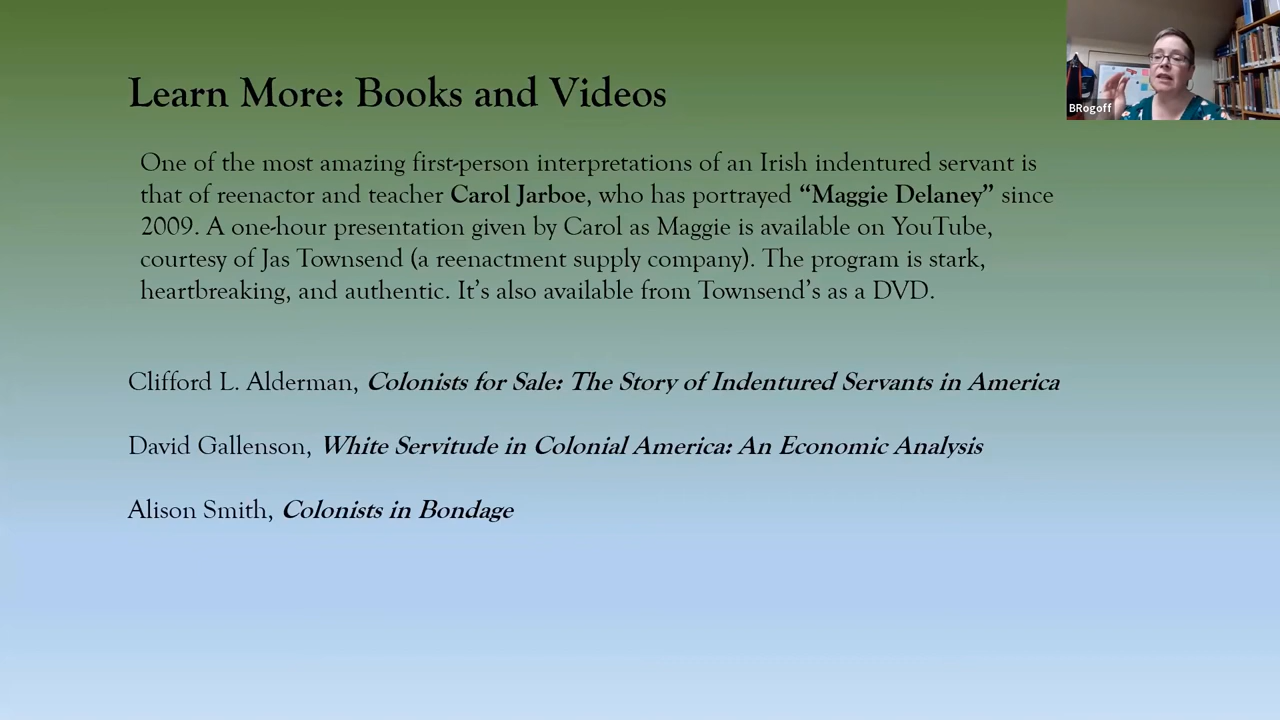 Learn More: Books and Videos
BRogoff
One of the most amazing first-person interpretations of an Irish indentured servant is
that of reenactor and teacher Carol Jarboe, who has portrayed “Maggie Delaney” since
2009. A one-hour presentation given by Carol as Maggie is available on YouTube,
courtesy of Jas Townsend (a reenactment supply company). The program is stark,
heartbreaking, and authentic. It’s also available from Townsend’s as a DVD.
Clifford L. Alderman, Colonists for Sale: The Story of Indentured Servants in America
David Gallenson, White Servitude in Colonial America: An Economic Analysis
Alison Smith, Colonists in Bondage